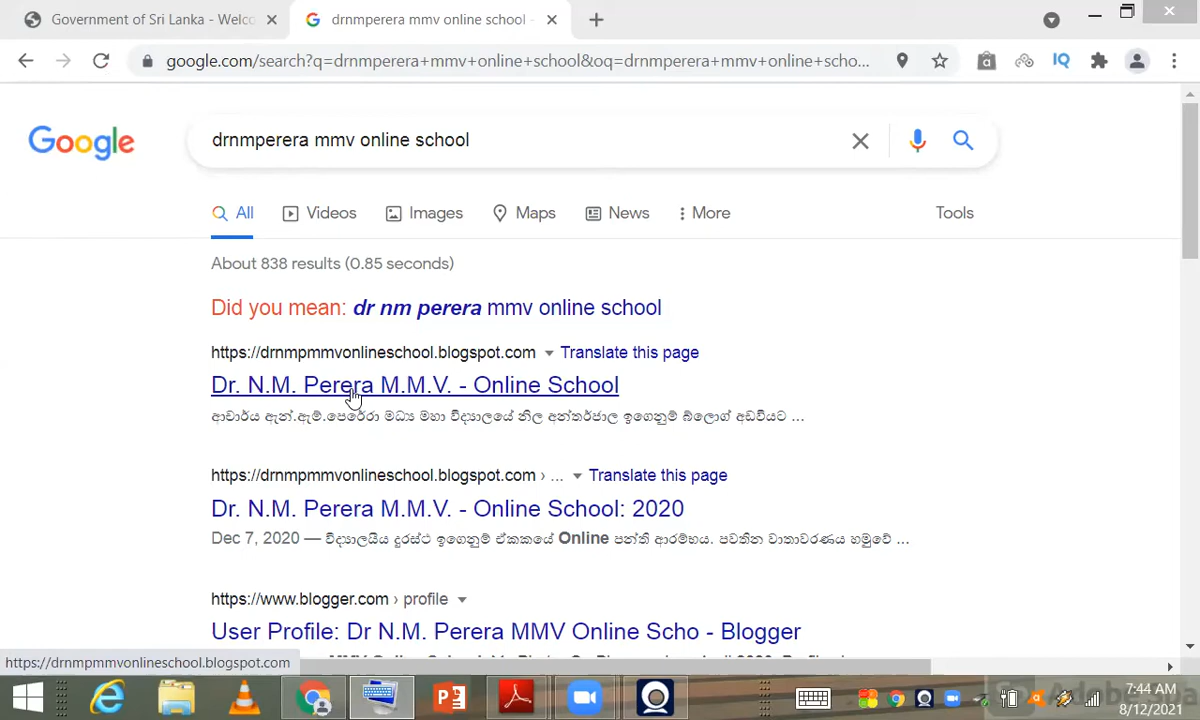 Government of Sri Lanka - Welco
drnmperera mmv online school -
google.com/search?q=drnmperera+mmv+online+school&oq=drnmperera+mmv+online+scho...
IQ
Google
drnmperera mmv online school
All
Videos
Images
Maps
News
More
Tools
About 838 results (0.85 seconds)
Did you mean: dr nm perera mmv online school
https://drnmpmmvonlineschool.blogspot.com
Translate this page
Dr. N.M. Perera M.M.V. - Online School
ආචාර්ය ඇන්.ඇම්.පෙරේරා මධ්‍ය මහා විද්‍යාලයේ නිල අන්තර්ජාල ඉගෙනුම් බ්ලොග් අඩවියට ...
https://drnmpmmvonlineschool.blogspot.com › ...
Translate this page
Dr. N.M. Perera M.M.V. - Online School: 2020
Dec 7, 2020 — විද්‍යාලයීය දුරස්ථ ඉගෙනුම් ඒකකයේ Online පන්ති ආරම්භය. පවතින වාතාවරණය හමුවේ ...
https://www.blogger.com › profile
User Profile: Dr N.M. Perera MMV Online Scho - Blogger
https://drnmpmmvonlineschool.blogspot.com
7:44 AM
8/12/2021